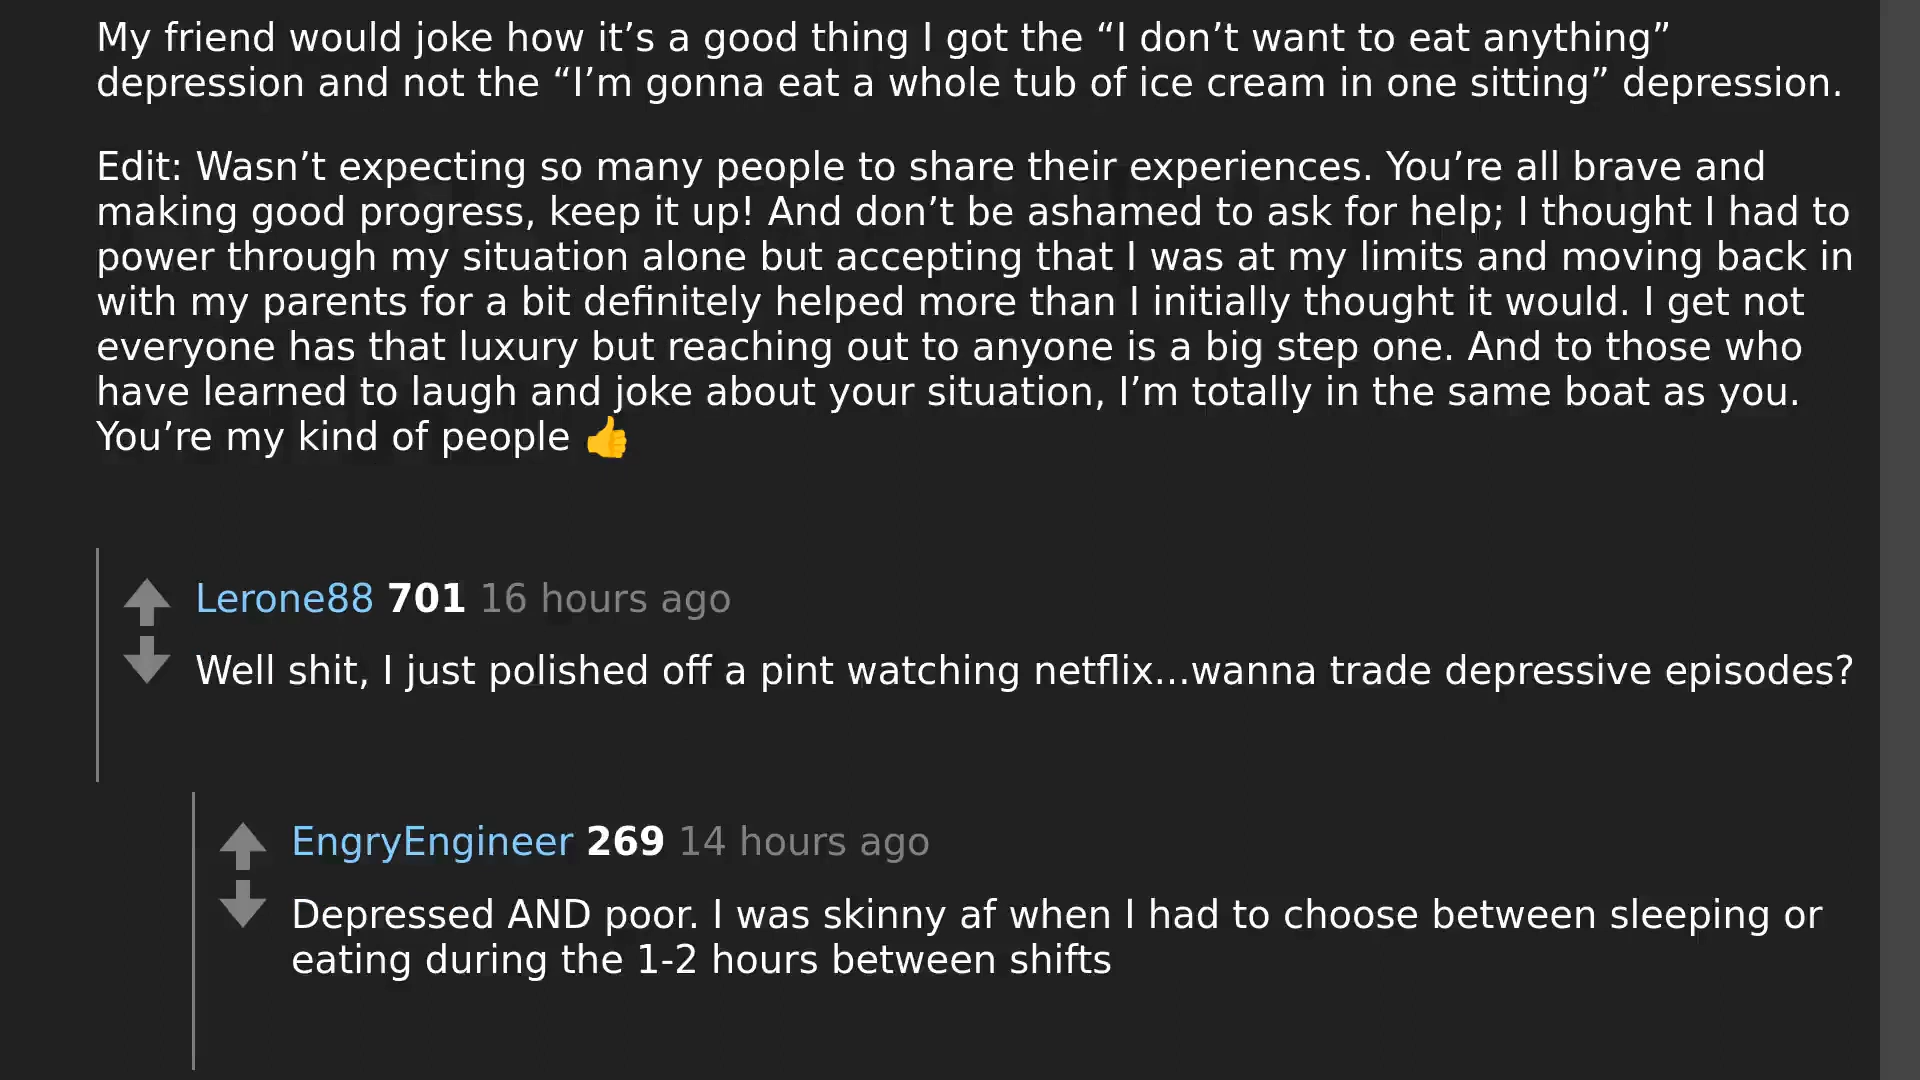 My friend would joke how it’s a good thing I got the “I don’t want to eat anything”
depression and not the “I’m gonna eat a whole tub of ice cream in one sitting” depression.
Edit: Wasn’t expecting so many people to share their experiences. You’re all brave and
making good progress, keep it up! And don’t be ashamed to ask for help; I thought I had to
power through my situation alone but accepting that I was at my limits and moving back in
with my parents for a bit definitely helped more than I initially thought it would. I get not
everyone has that luxury but reaching out to anyone is a big step one. And to those who
have learned to laugh and joke about your situation, I’m totally in the same boat as you.
You’re my kind of people 👍
Lerone88 701 16 hours ago
Well shit, I just polished off a pint watching netflix...wanna trade depressive episodes?
EngryEngineer 269 14 hours ago
Depressed AND poor. I was skinny af when I had to choose between sleeping or
eating during the 1-2 hours between shifts